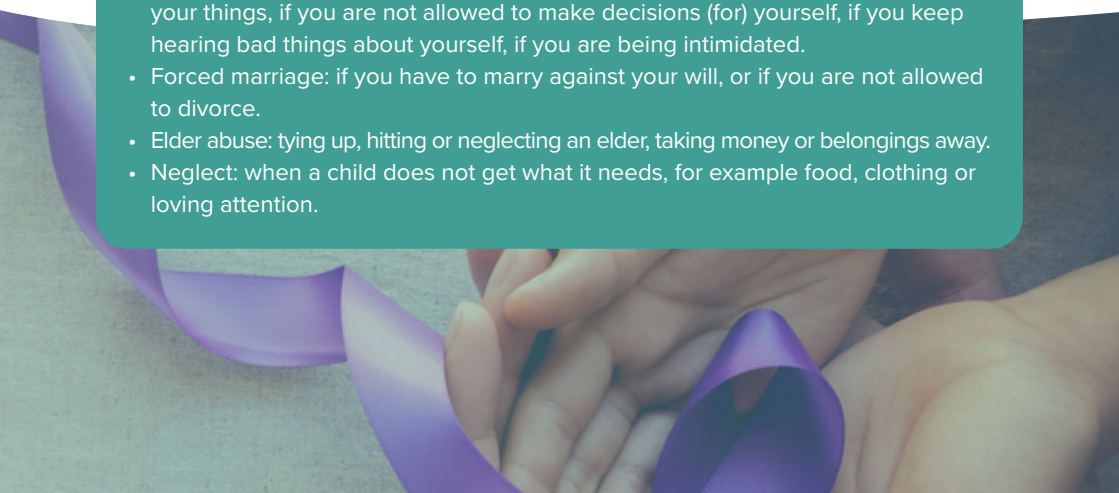 your things, if you are not allowed to make decisions (for) yourself, if you keep
hearing bad things about yourself, if you are being intimidated.
• Forced marriage: if you have to marry against your will, or if you are not allowed
to divorce.
• Elder abuse: tying up, hitting or neglecting an elder, taking money or belongings away.
• Neglect: when a child does not get what it needs, for example food, clothing or
loving attention.